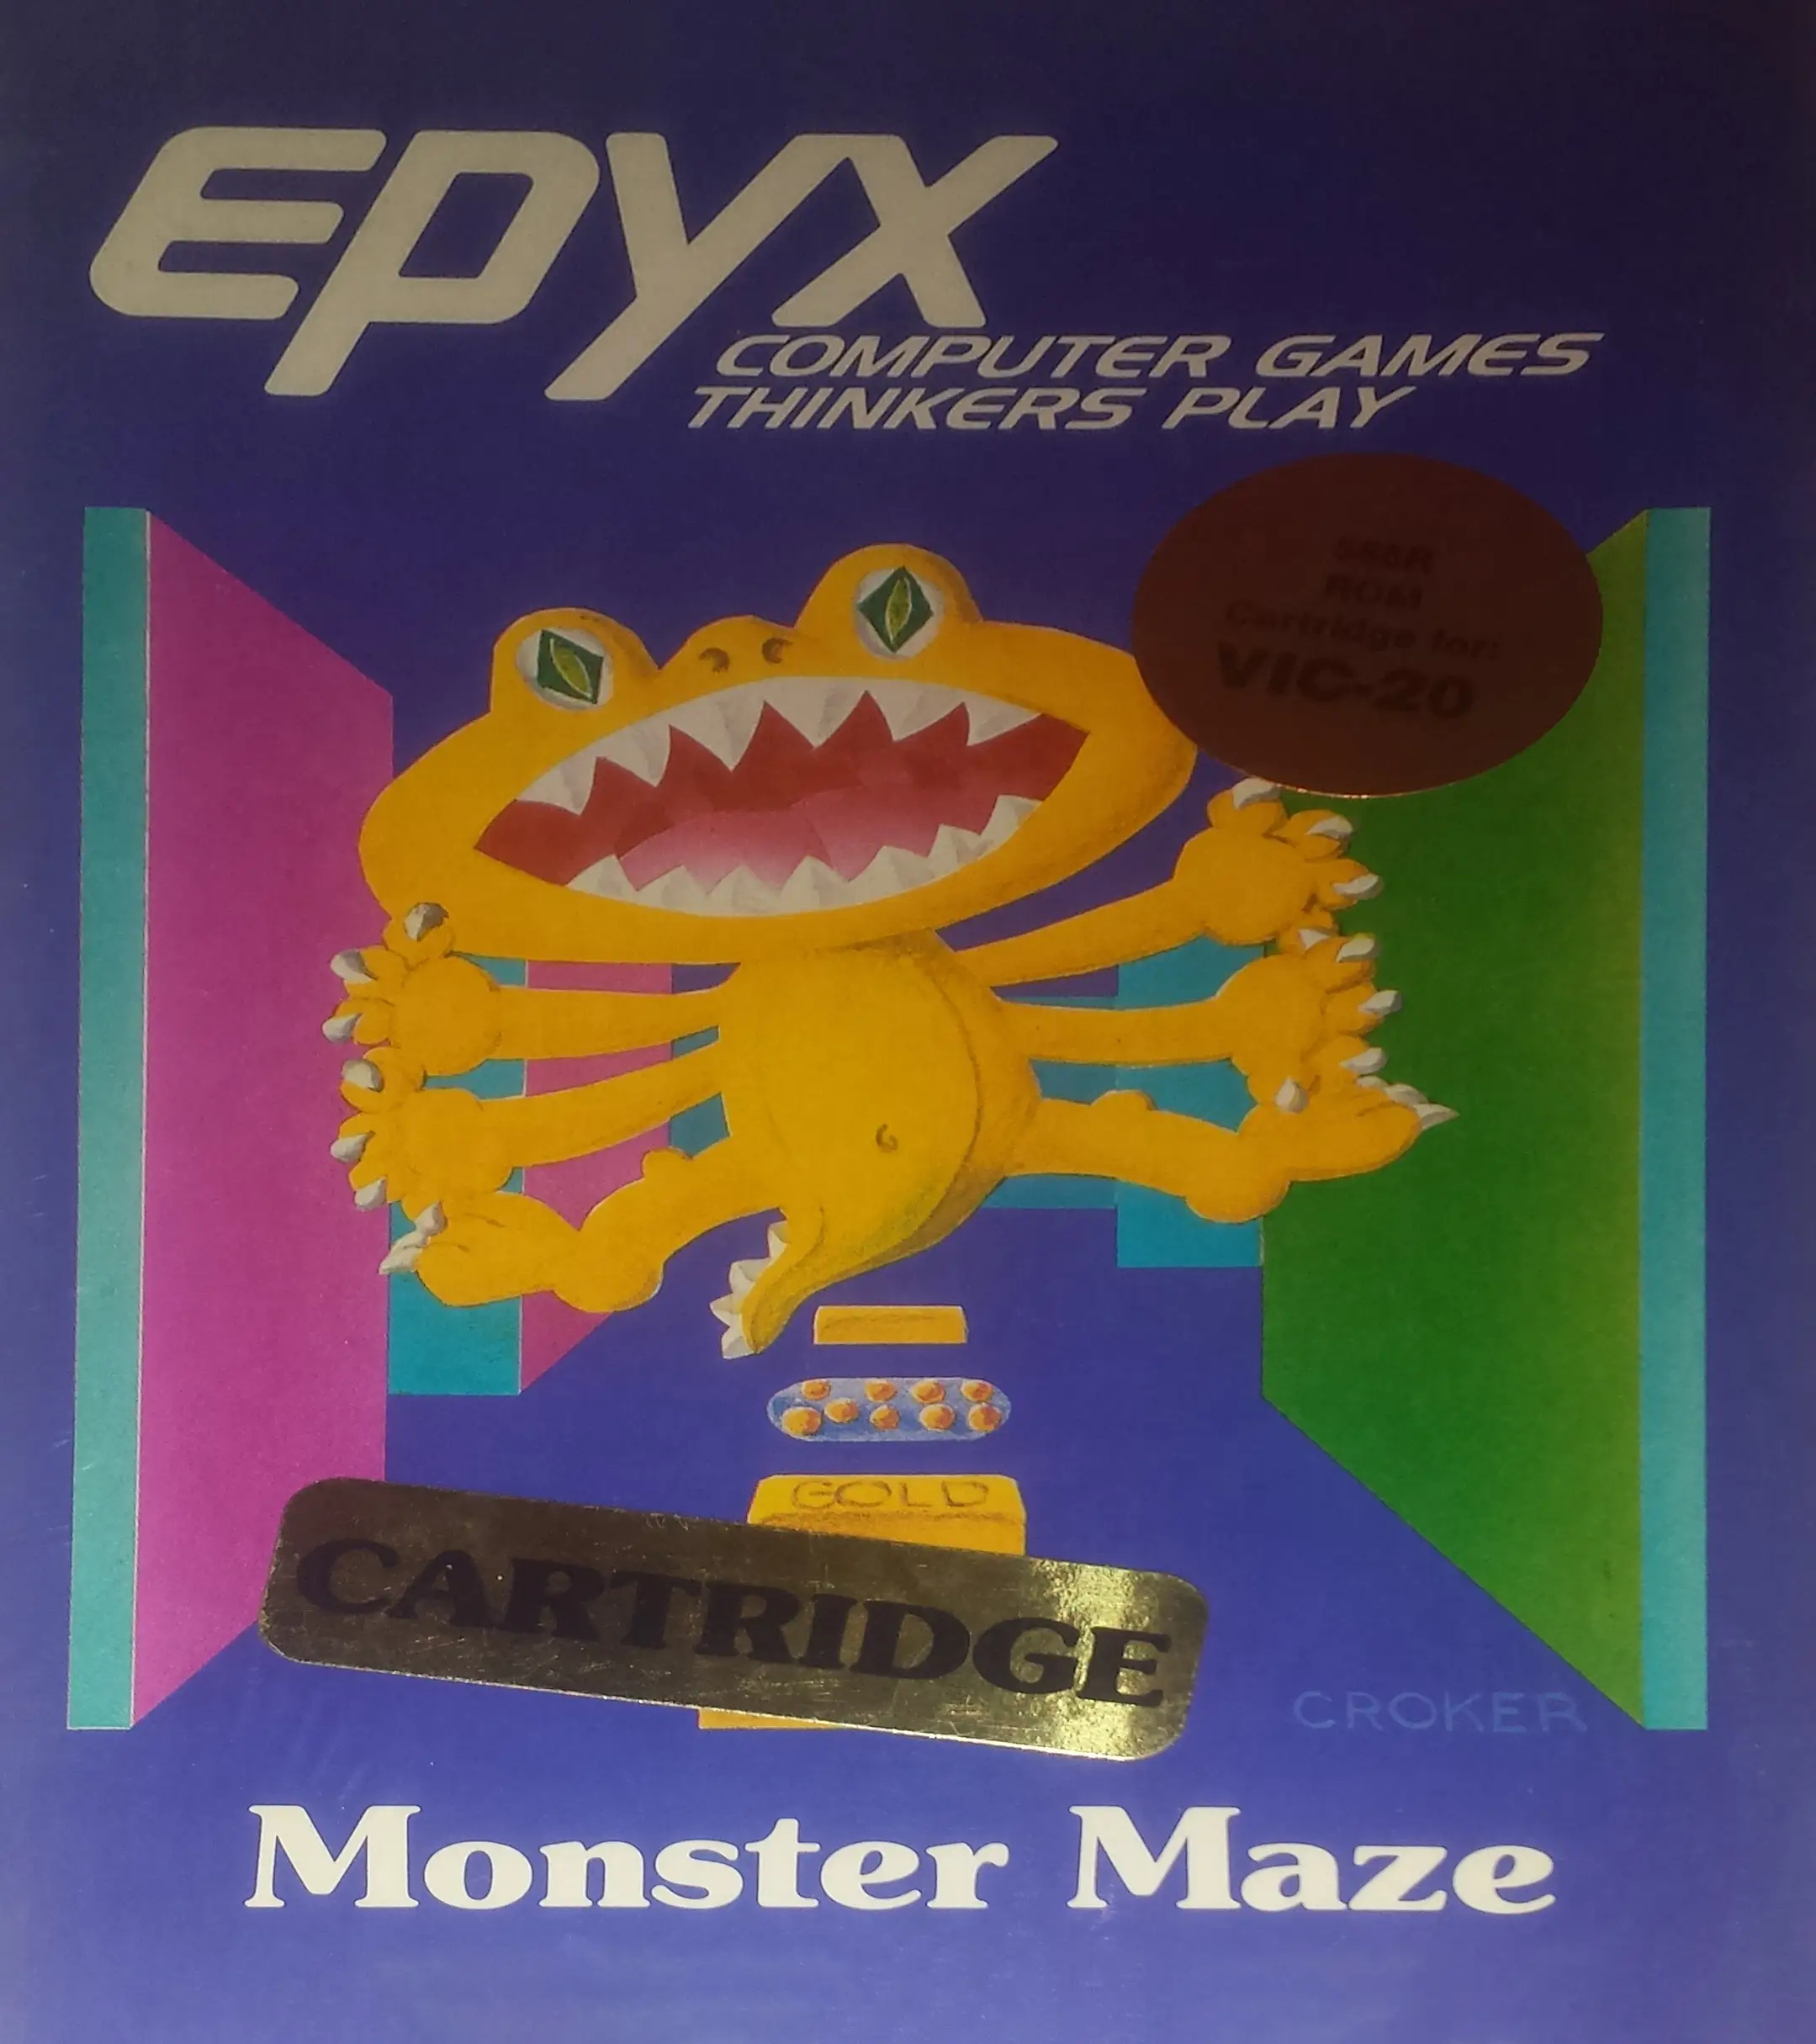 EPYX
COMPUTER GAMES
THINKERS PLAY
ROM
Cartridge for:
VIC-20
GOLD
CARTRIDGE
CROKER
Monster Maze